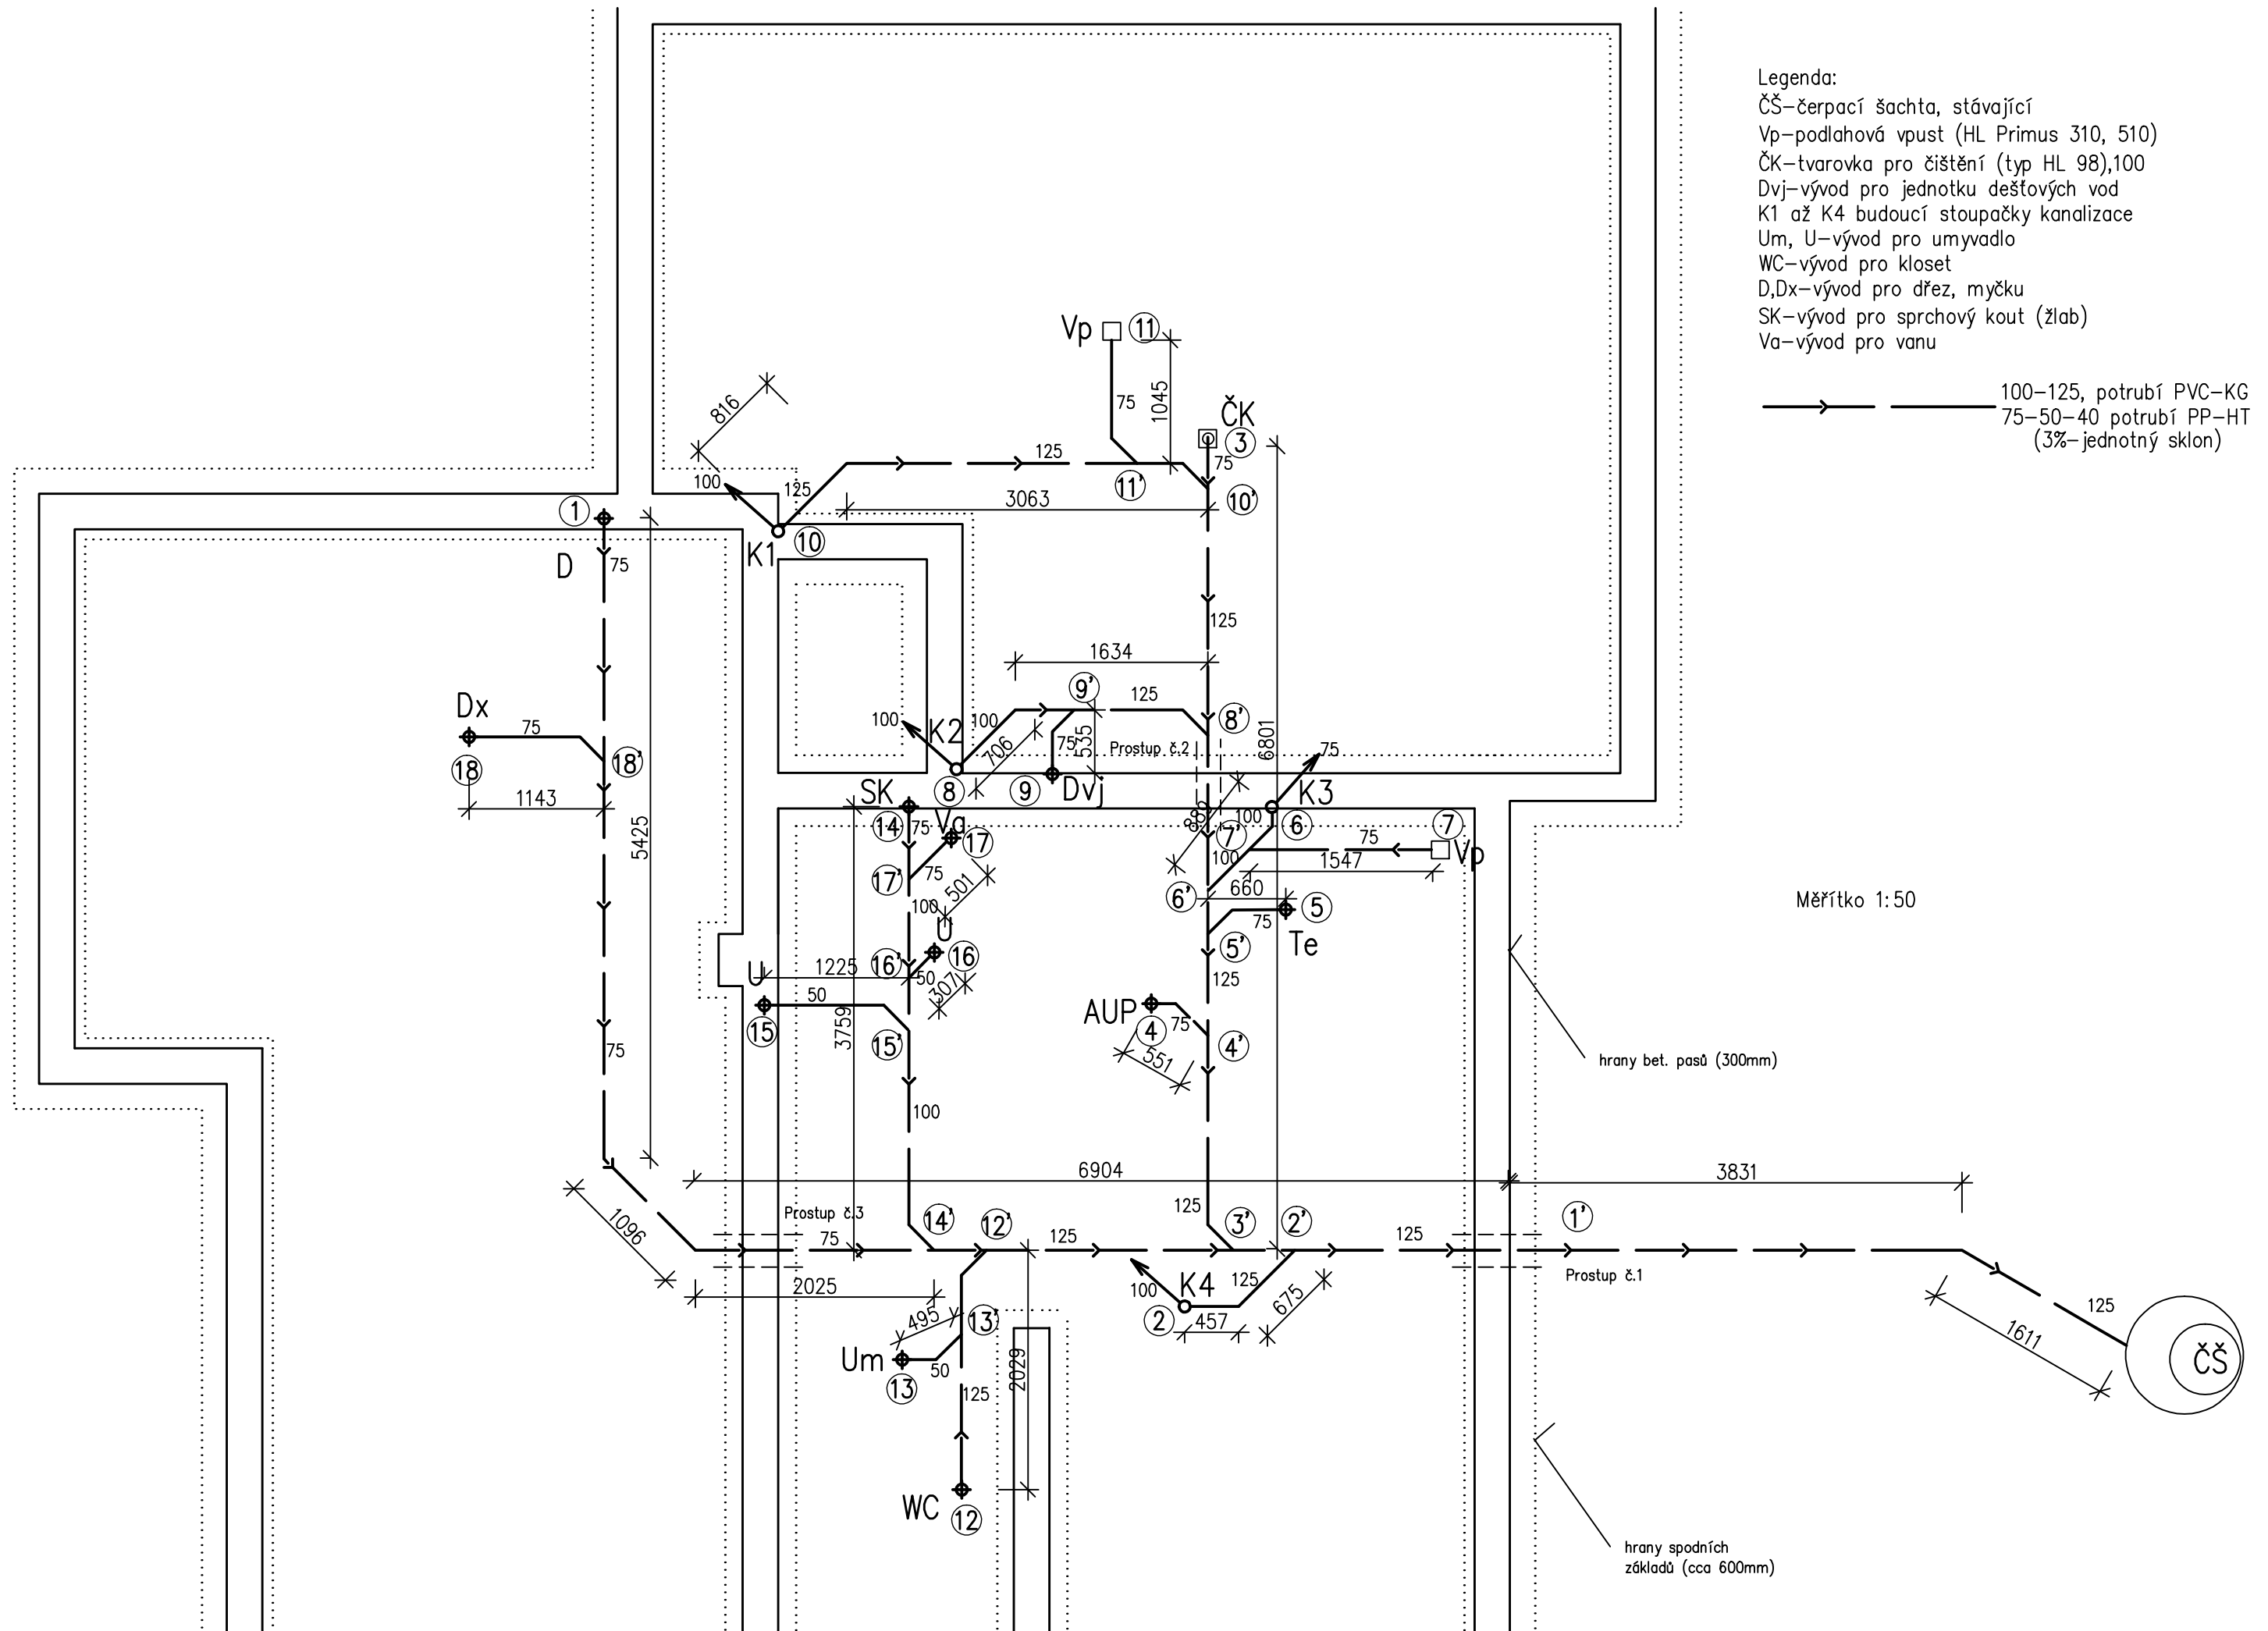 Legenda:
ČŠ-čerpací šachta, stávající
Vp-podlahová vpust (HL Primus 310, 510)
ČK-tvarovka pro čištění (typ HL 98),100
Dvj-vývod pro jednotku dešťových vod
K1 až K4 budoucí stoupačky kanalizace
Um, U-vývod pro umyvadlo
WC-vývod pro kloset
D,Dx-vývod pro dřez, myčku
SK-vývod pro sprchový kout (žlab)
Va-vývod pro vanu
100-125, potrubí PVC-KG
75-50-40 potrubí PP-HT
(3%-jednotný sklon)
Vp
11
75
1045
816
ČK
3
75
125
100
125
11'
10'
3063
1
K1
10
D
75
125
1634
Dx
75
18
18'
1143
5425
9'
125
100
K2
100
706
75
535
Prostup č.2
8'
6801
75
8
9
Dvj
SK
14
75
Va
17
17'
75
501
100
K3
882
100
6
7'
100
75
7
Vp
1547
6'
660
5
75
Te
5'
125
U
16
16'
50
307
U
1225
50
15
15'
3759
AUP
4
75
4'
551
Měřítko 1:50
hrany bet. pasů (300mm)
75
100
6904
3831
1096
Prostup č.3
75
14'
12'
125
125
3'
2'
125
1'
Prostup č.1
2025
100
K4
125
2
457
675
495
13'
Um
13
50
125
2029
WC
12
125
1611
ČŠ
hrany spodních
základů (cca 600mm)